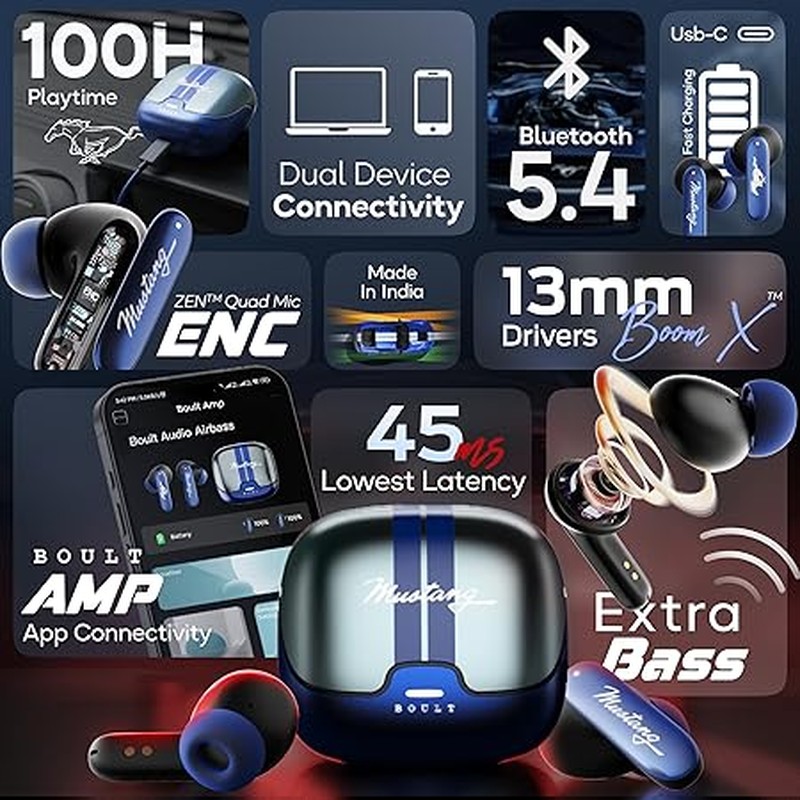 100H
Playtime
Dual Device
Connectivity
Bluetooth
5.4
Usb-C
Fast Charging
Mustang
Mustang
ENC
ZEN™ Quad Mic
ENC
Made
In India
13mm
Drivers Boom X™
Boult Amp
Boult Audio Airbass
Battery
100%
100%
BOULT
AMP
App Connectivity
45ms
Lowest Latency
Extra
Bass
Mustang
BOULT
Mustang